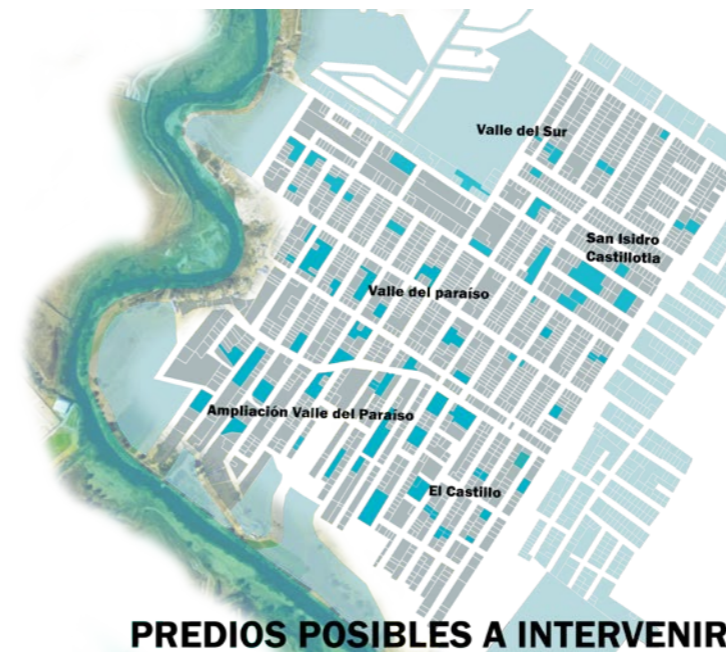 Valle del Sur
San Isidro
Castillotla
Valle del paraíso
Ampliación Valle del Paraíso
El Castillo
PREDIOS POSIBLES A INTERVENIR